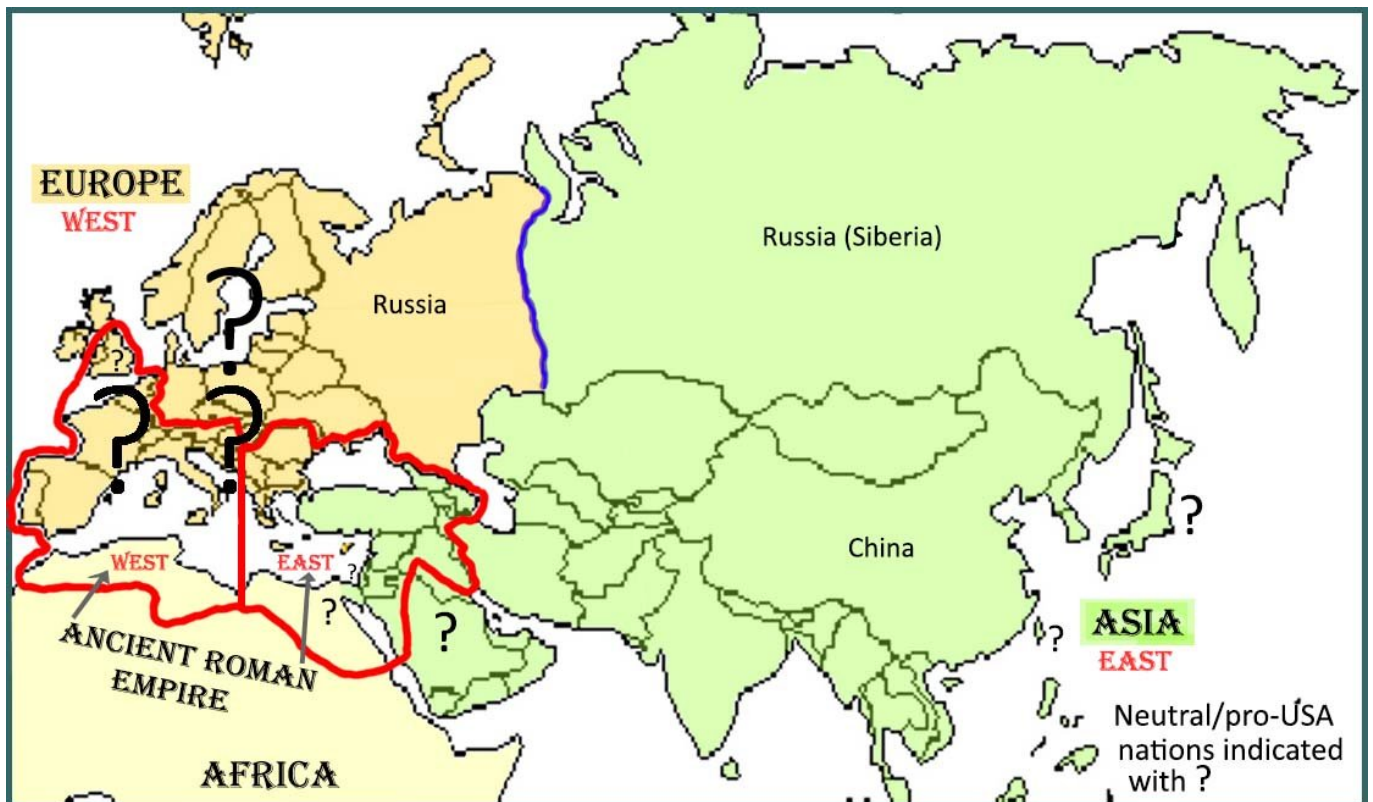 EUROPE
WEST
Russia (Siberia)
Russia
?
?
?
?
?
WEST
EAST
?
China
?
?
?
ANCIENT ROMAN
EMPIRE
ASIA
EAST
Neutral/pro-USA
nations indicated
with ?
AFRICA